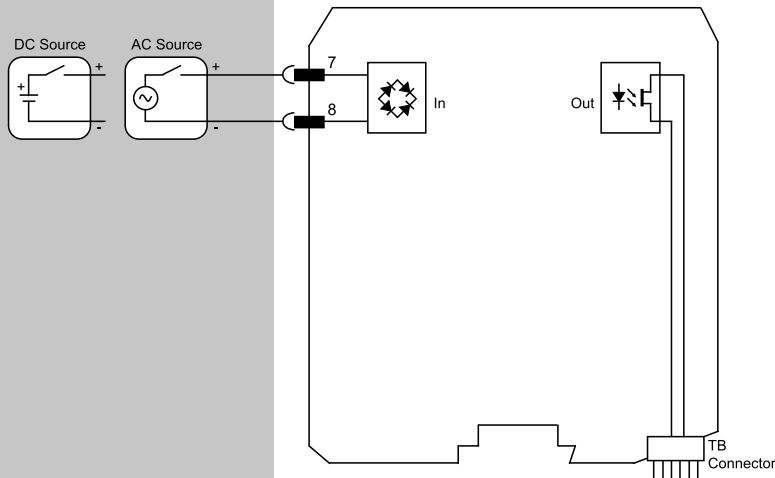 DC Source
AC Source
+
+
+
-
-
7
8
In
Out
TB
Connector